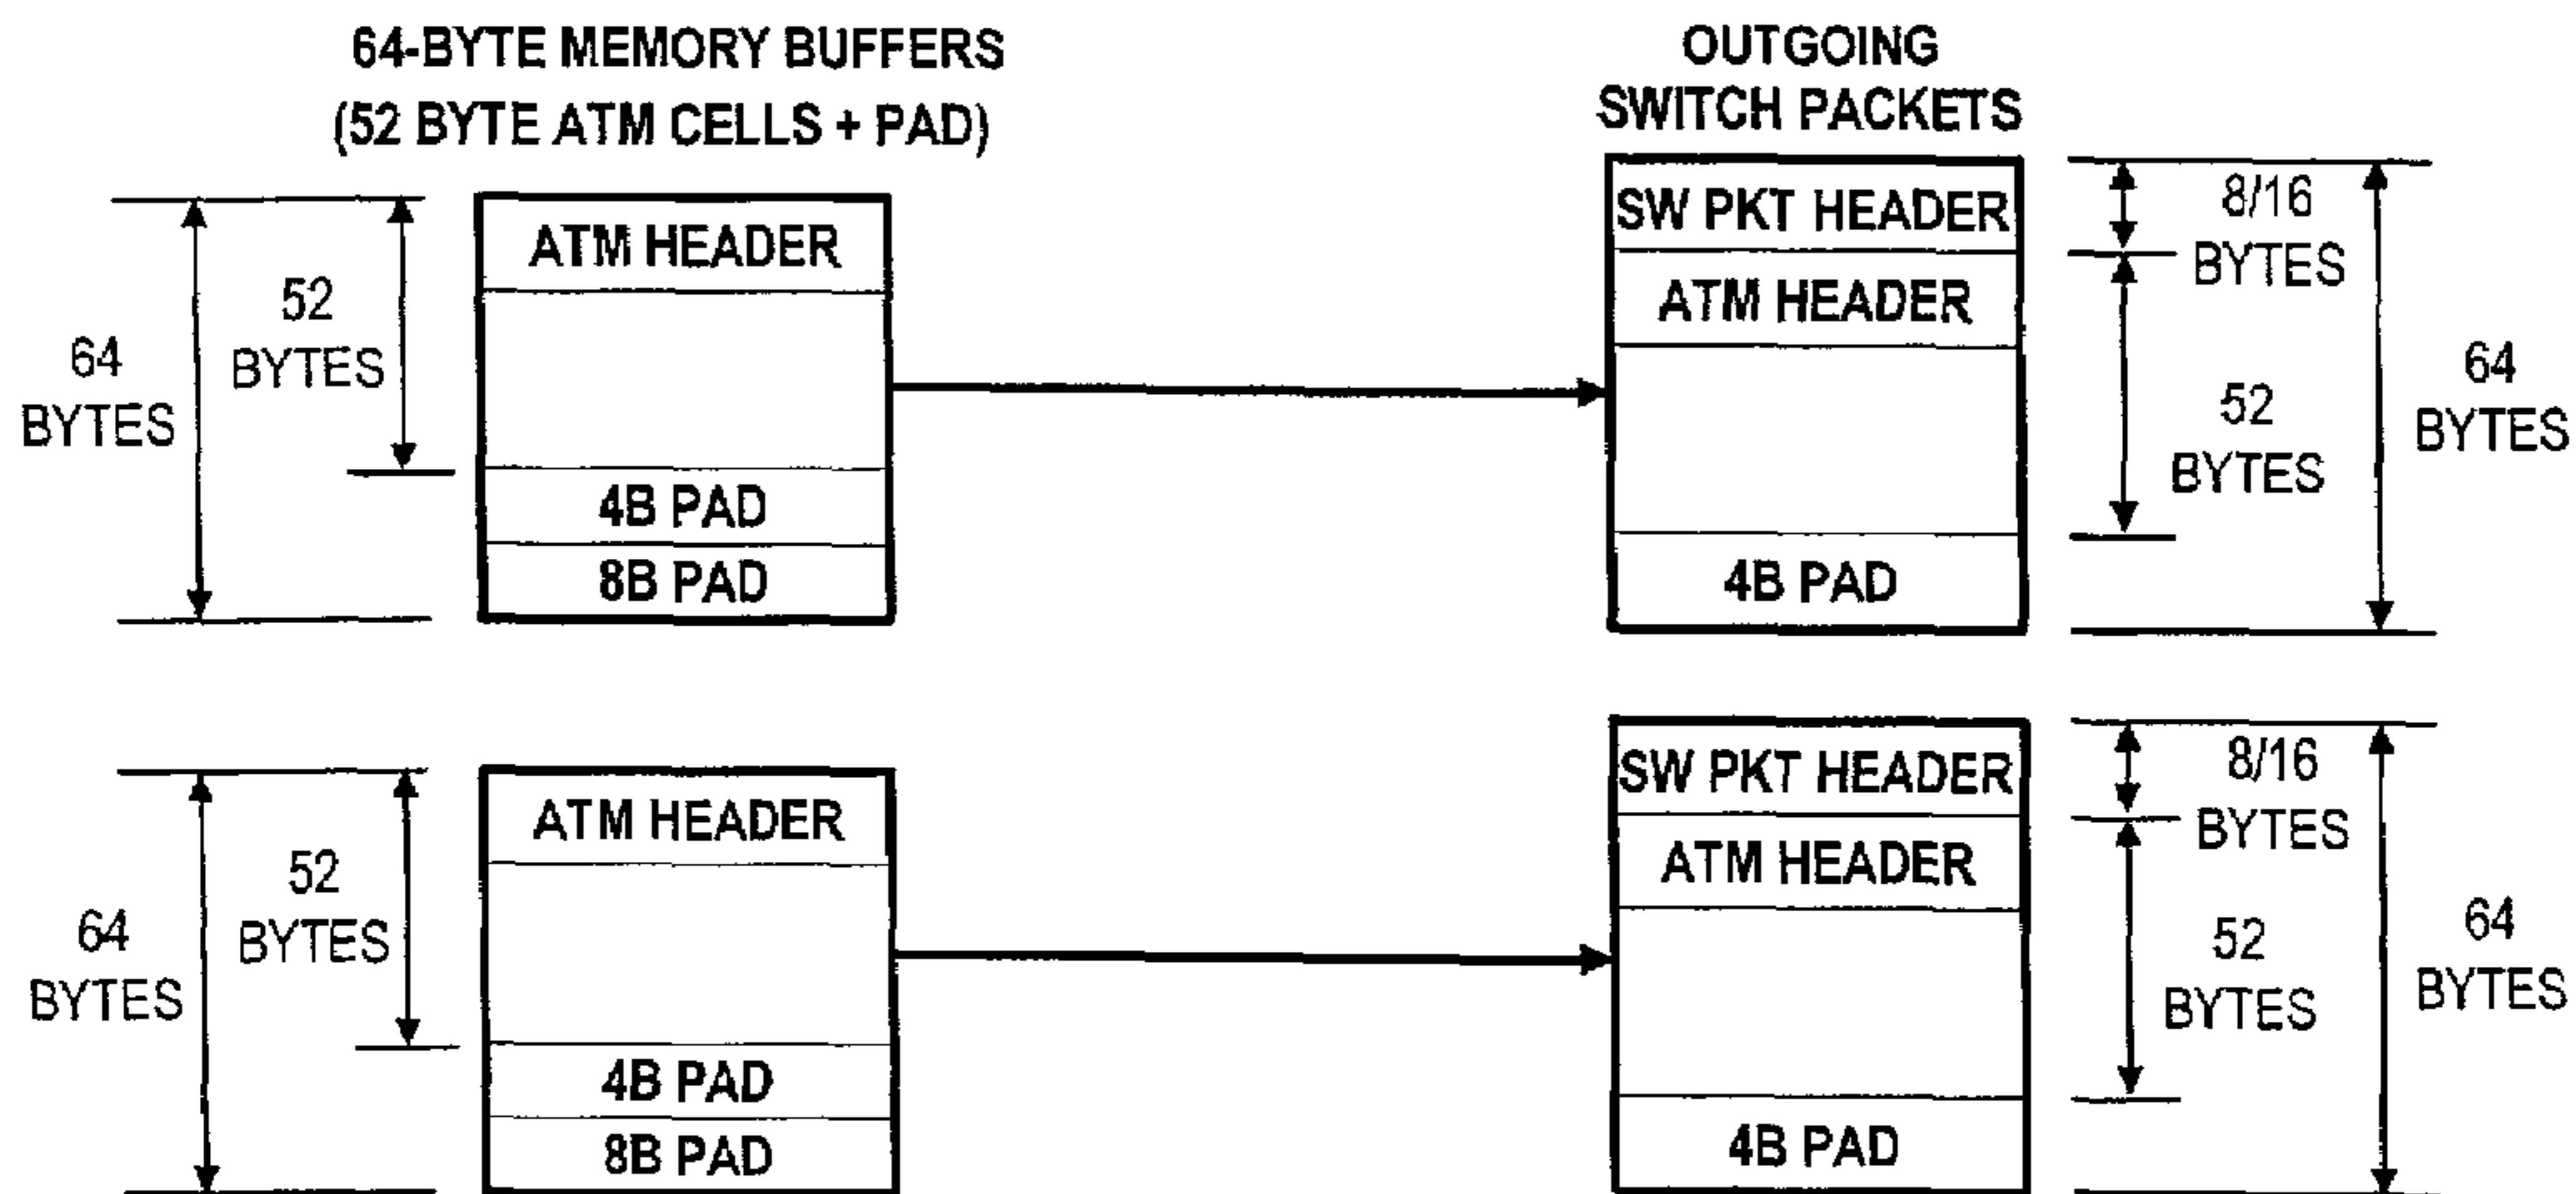 64-BYTE MEMORY BUFFERS
(52 BYTE ATM CELLS + PAD)
OUTGOING
SWITCH PACKETS
64
BYTES
52
BYTES
ATM HEADER
4B PAD
8B PAD
SW PKT HEADER
ATM HEADER
4B PAD
8/16
BYTES
52
BYTES
64
BYTES
64
BYTES
52
BYTES
ATM HEADER
4B PAD
8B PAD
SW PKT HEADER
ATM HEADER
4B PAD
8/16
BYTES
52
BYTES
64
BYTES